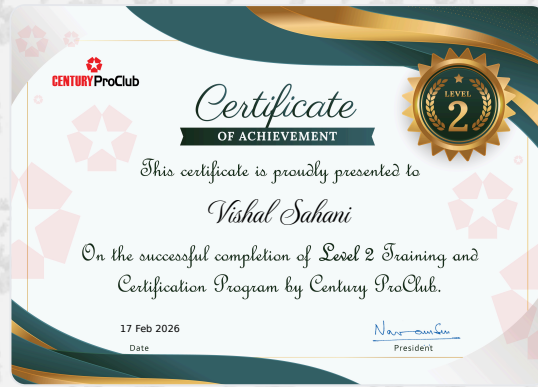 CENTURY ProClub
Certificate
OF ACHIEVEMENT
LEVEL
2
This certificate is proudly presented to
Vishal Sahani
On the successful completion of Level 2 Training and
Certification Program by Century ProClub.
17 Feb 2026
Date
President